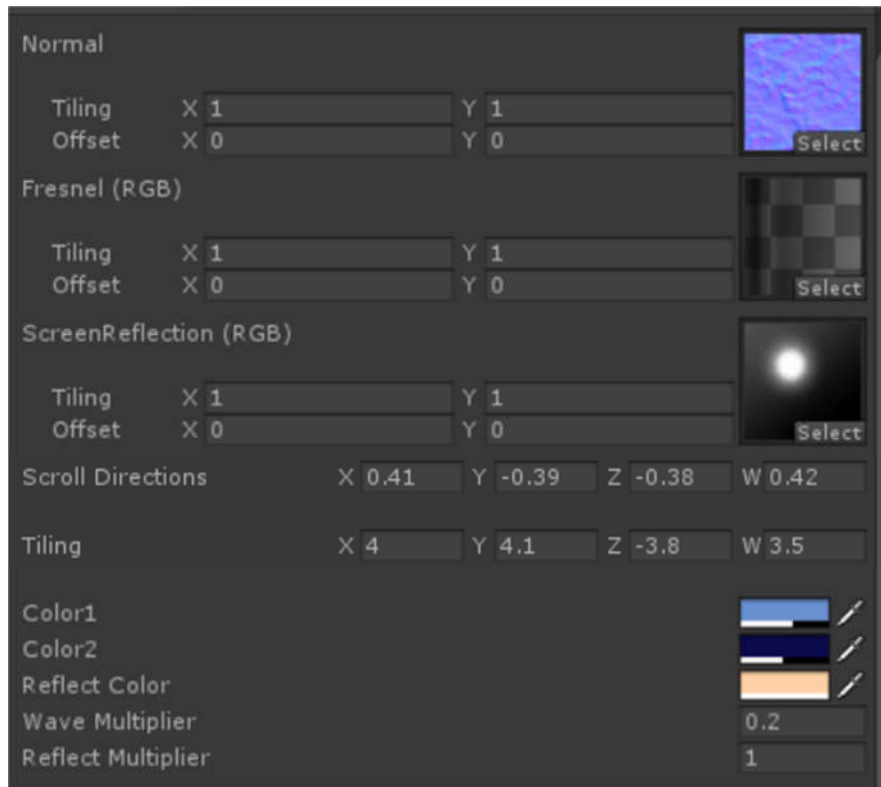 Normal
Tiling X 1 Y 1
Offset X 0 Y 0
Select
Fresnel (RGB)
Tiling X 1 Y 1
Offset X 0 Y 0
Select
ScreenReflection (RGB)
Tiling X 1 Y 1
Offset X 0 Y 0
Select
Scroll Directions X 0.41 Y -0.39 Z -0.38 W 0.42
Tiling X 4 Y 4.1 Z -3.8 W 3.5
Color1
Color2
Reflect Color
Wave Multiplier 0.2
Reflect Multiplier 1